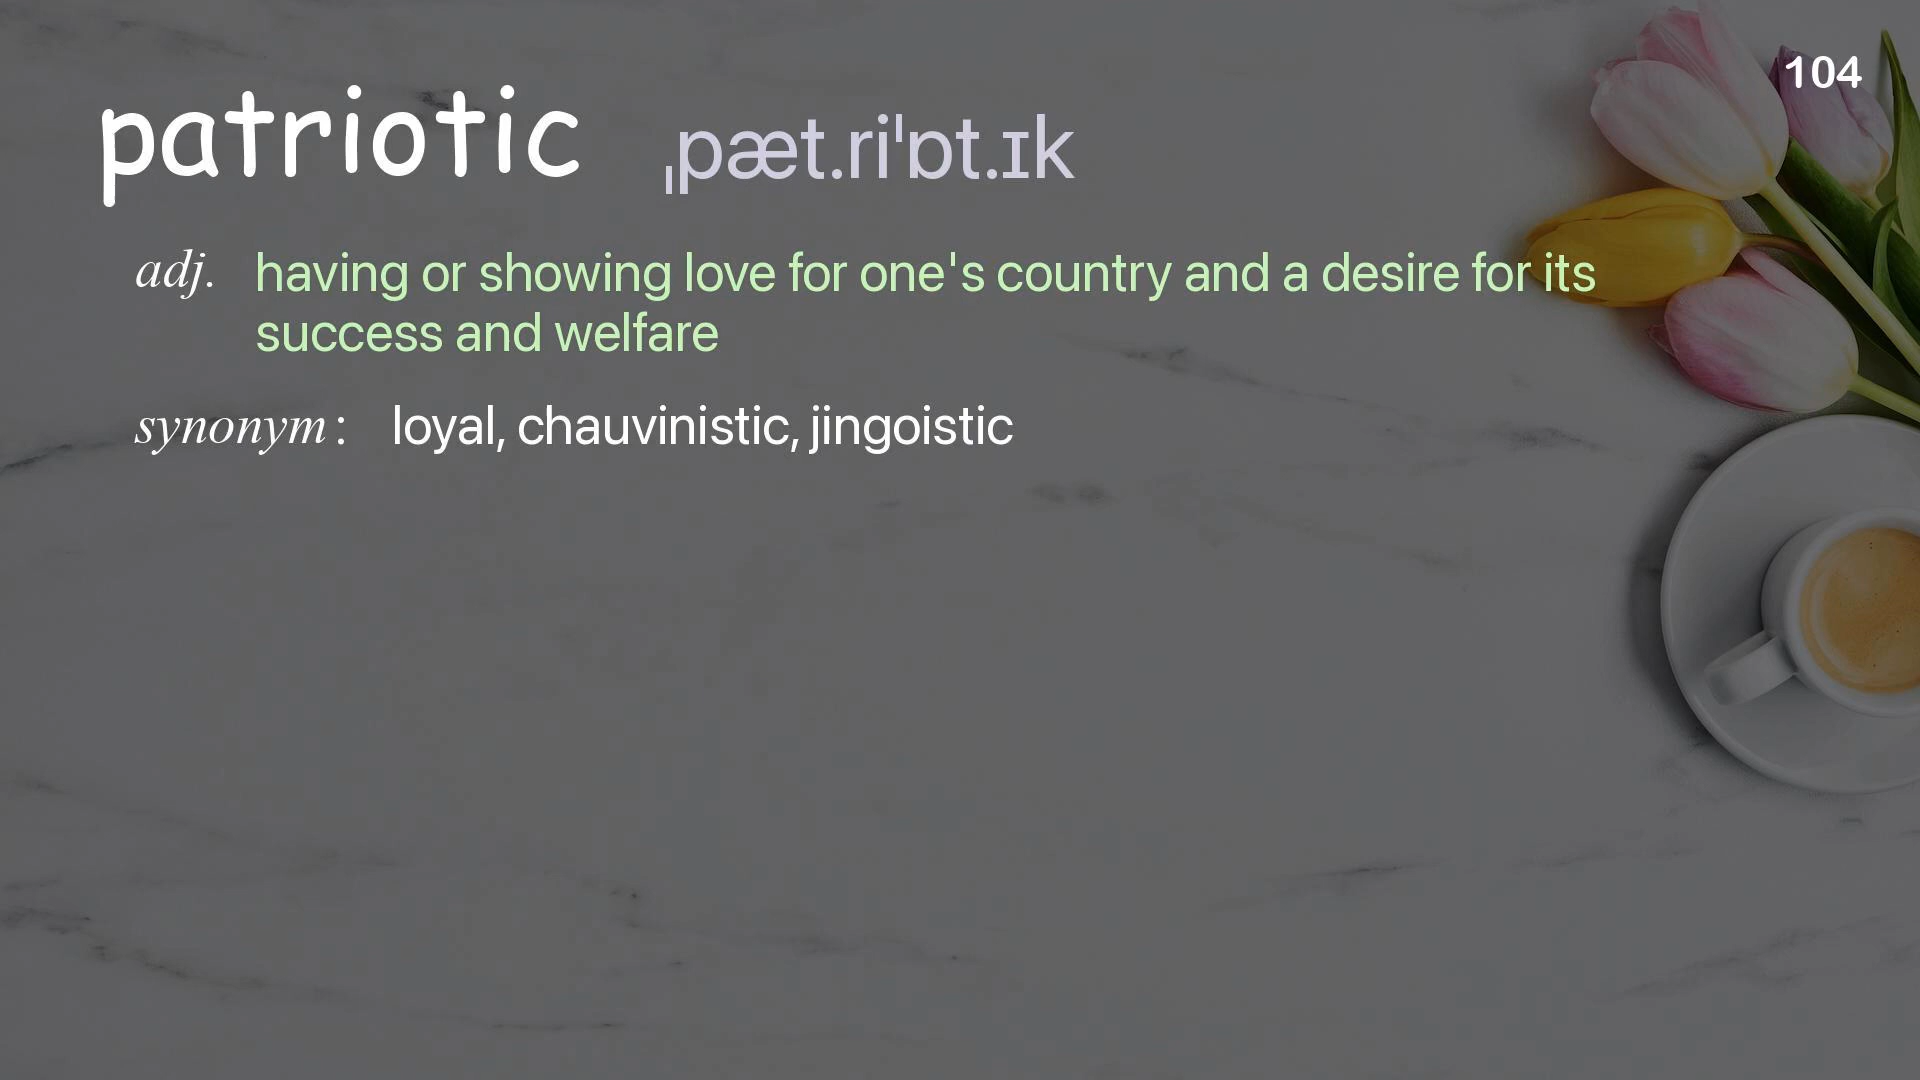 104
patriotic ˌpæt.riˈɒt.ɪk
adj. having or showing love for one's country and a desire for its
success and welfare
synonym : loyal, chauvinistic, jingoistic